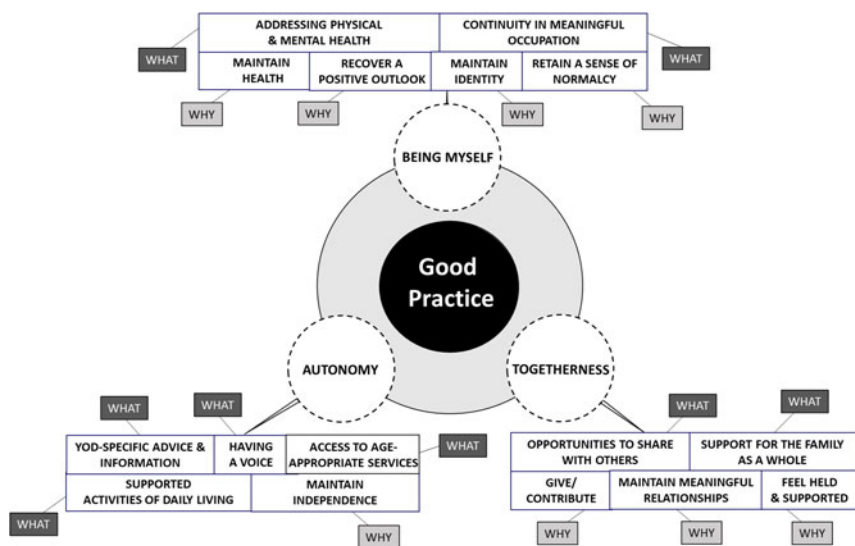 ADDRESSING PHYSICAL
& MENTAL HEALTH
CONTINUITY IN MEANINGFUL
OCCUPATION
WHAT
WHAT
MAINTAIN
HEALTH
RECOVER A
POSITIVE OUTLOOK
MAINTAIN
IDENTITY
RETAIN A SENSE OF
NORMALCY
WHY
WHY
WHY
WHY
BEING MYSELF
Good
Practice
AUTONOMY
TOGETHERNESS
WHAT
WHAT
WHAT
YOD-SPECIFIC ADVICE &
INFORMATION
HAVING
A VOICE
ACCESS TO AGE-
APPROPRIATE SERVICES
SUPPORTED
ACTIVITIES OF DAILY LIVING
MAINTAIN
INDEPENDENCE
WHAT
WHY
WHAT
WHAT
OPPORTUNITIES TO SHARE
WITH OTHERS
SUPPORT FOR THE FAMILY
AS A WHOLE
GIVE/
CONTRIBUTE
MAINTAIN MEANINGFUL
RELATIONSHIPS
FEEL HELD
& SUPPORTED
WHY
WHY
WHY